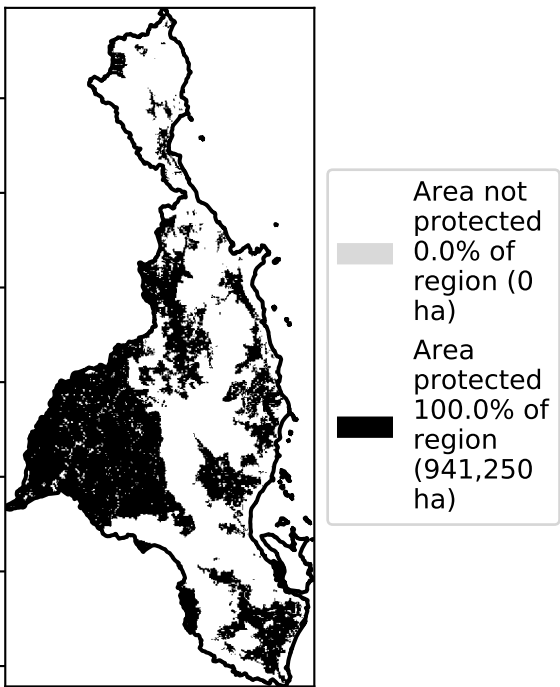 Area not
protected
0.0% of
region (0
ha)
Area
protected
100.0% of
region
(941,250
ha)